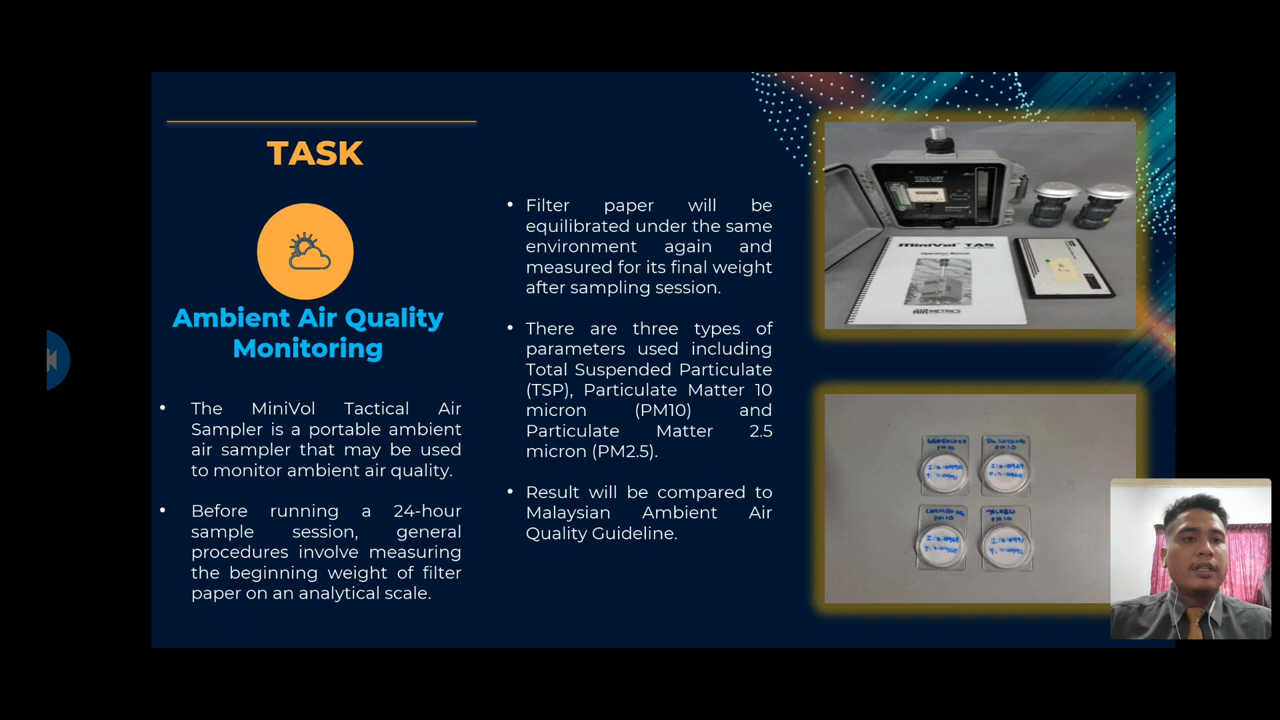 TASK
Ambient Air Quality
Monitoring
• The MiniVol Tactical Air
Sampler is a portable ambient
air sampler that may be used
to monitor ambient air quality.
• Before running a 24-hour
sample session, general
procedures involve measuring
the beginning weight of filter
paper on an analytical scale.
• Filter paper will be
equilibrated under the same
environment again and
measured for its final weight
after sampling session.
• There are three types of
parameters used including
Total Suspended Particulate
(TSP), Particulate Matter 10
micron (PM10) and
Particulate Matter 2.5
micron (PM2.5).
• Result will be compared to
Malaysian Ambient Air
Quality Guideline.
MiniVol TAS
Operation Manual
AIRMETRICS
PM10
PM10
PM10
PM10